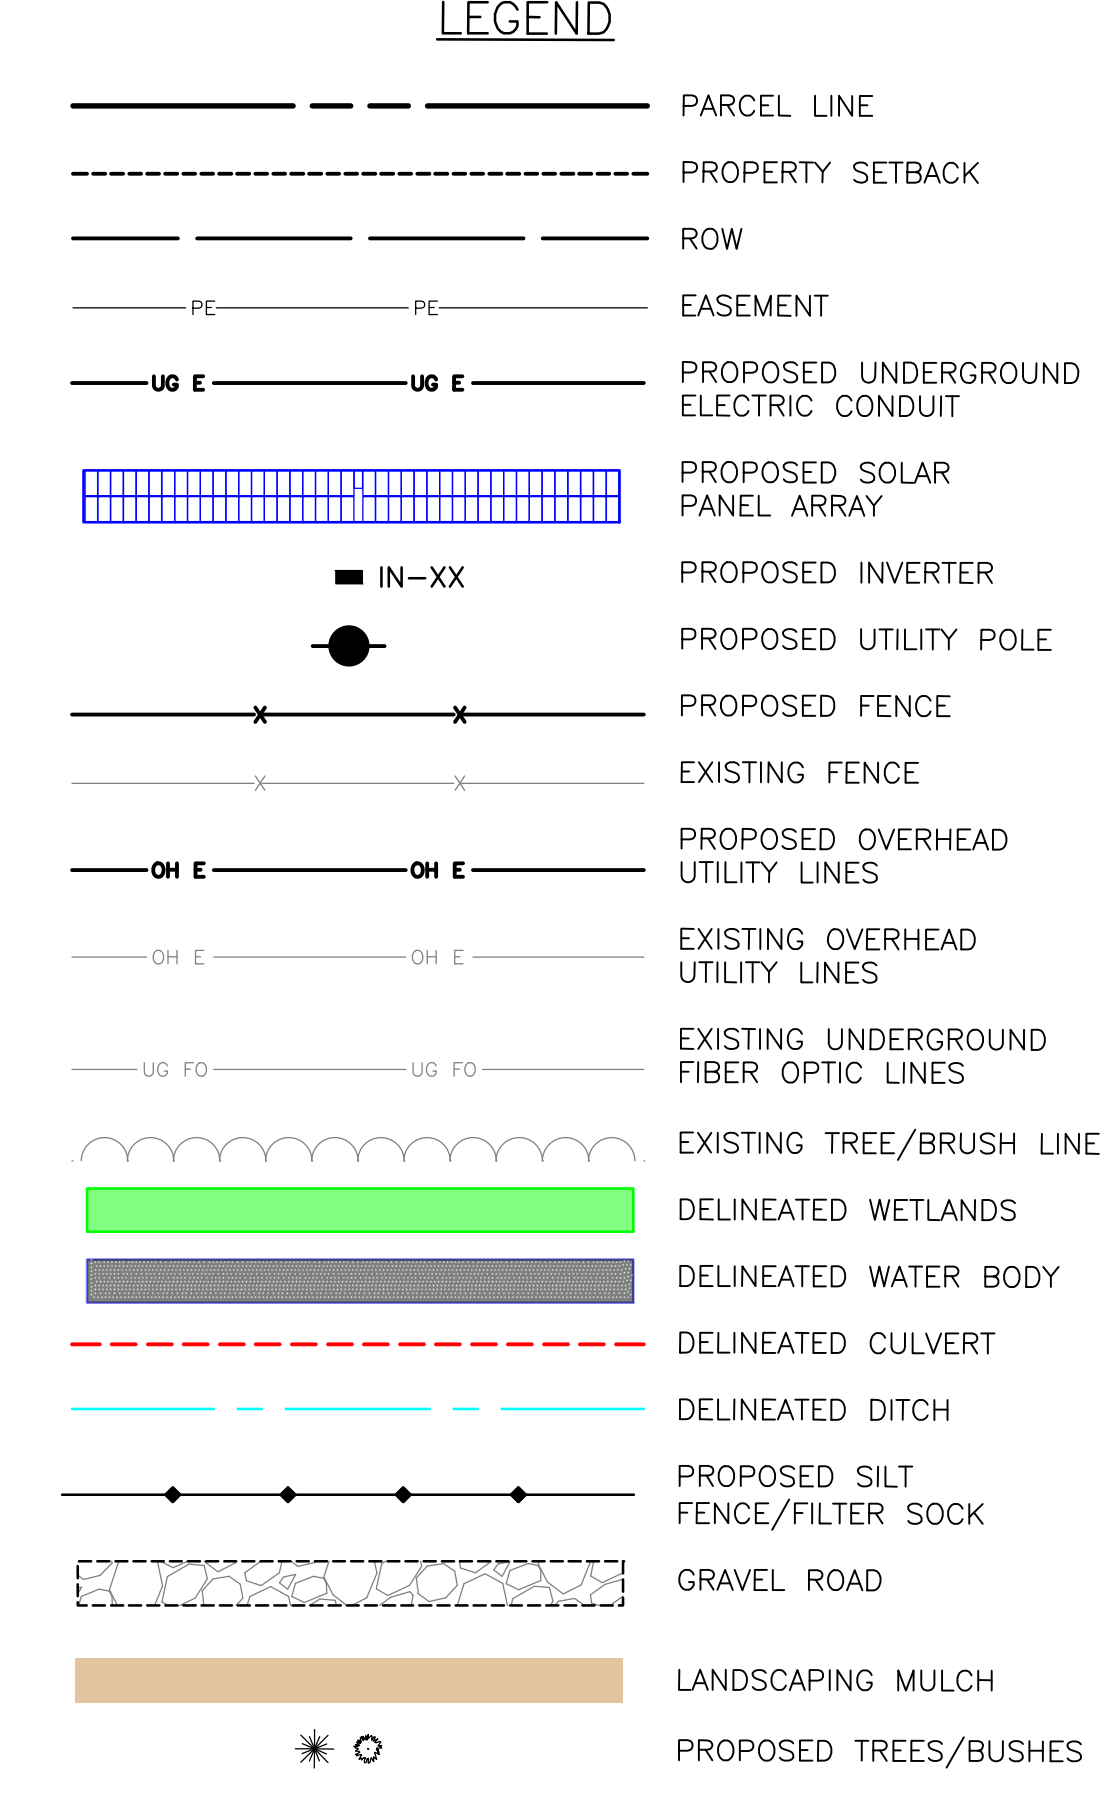 LEGEND
PARCEL LINE
PROPERTY SETBACK
ROW
PE PE EASEMENT
UG E UG E PROPOSED UNDERGROUND
ELECTRIC CONDUIT
PROPOSED SOLAR
PANEL ARRAY
IN-XX PROPOSED INVERTER
PROPOSED UTILITY POLE
X X PROPOSED FENCE
X X EXISTING FENCE
PROPOSED OVERHEAD
OH E OH E UTILITY LINES
EXISTING OVERHEAD
OH E OH E UTILITY LINES
EXISTING UNDERGROUND
UG FO UG FO FIBER OPTIC LINES
EXISTING TREE/BRUSH LINE
DELINEATED WETLANDS
DELINEATED WATER BODY
DELINEATED CULVERT
DELINEATED DITCH
PROPOSED SILT
FENCE/FILTER SOCK
GRAVEL ROAD
LANDSCAPING MULCH
PROPOSED TREES/BUSHES